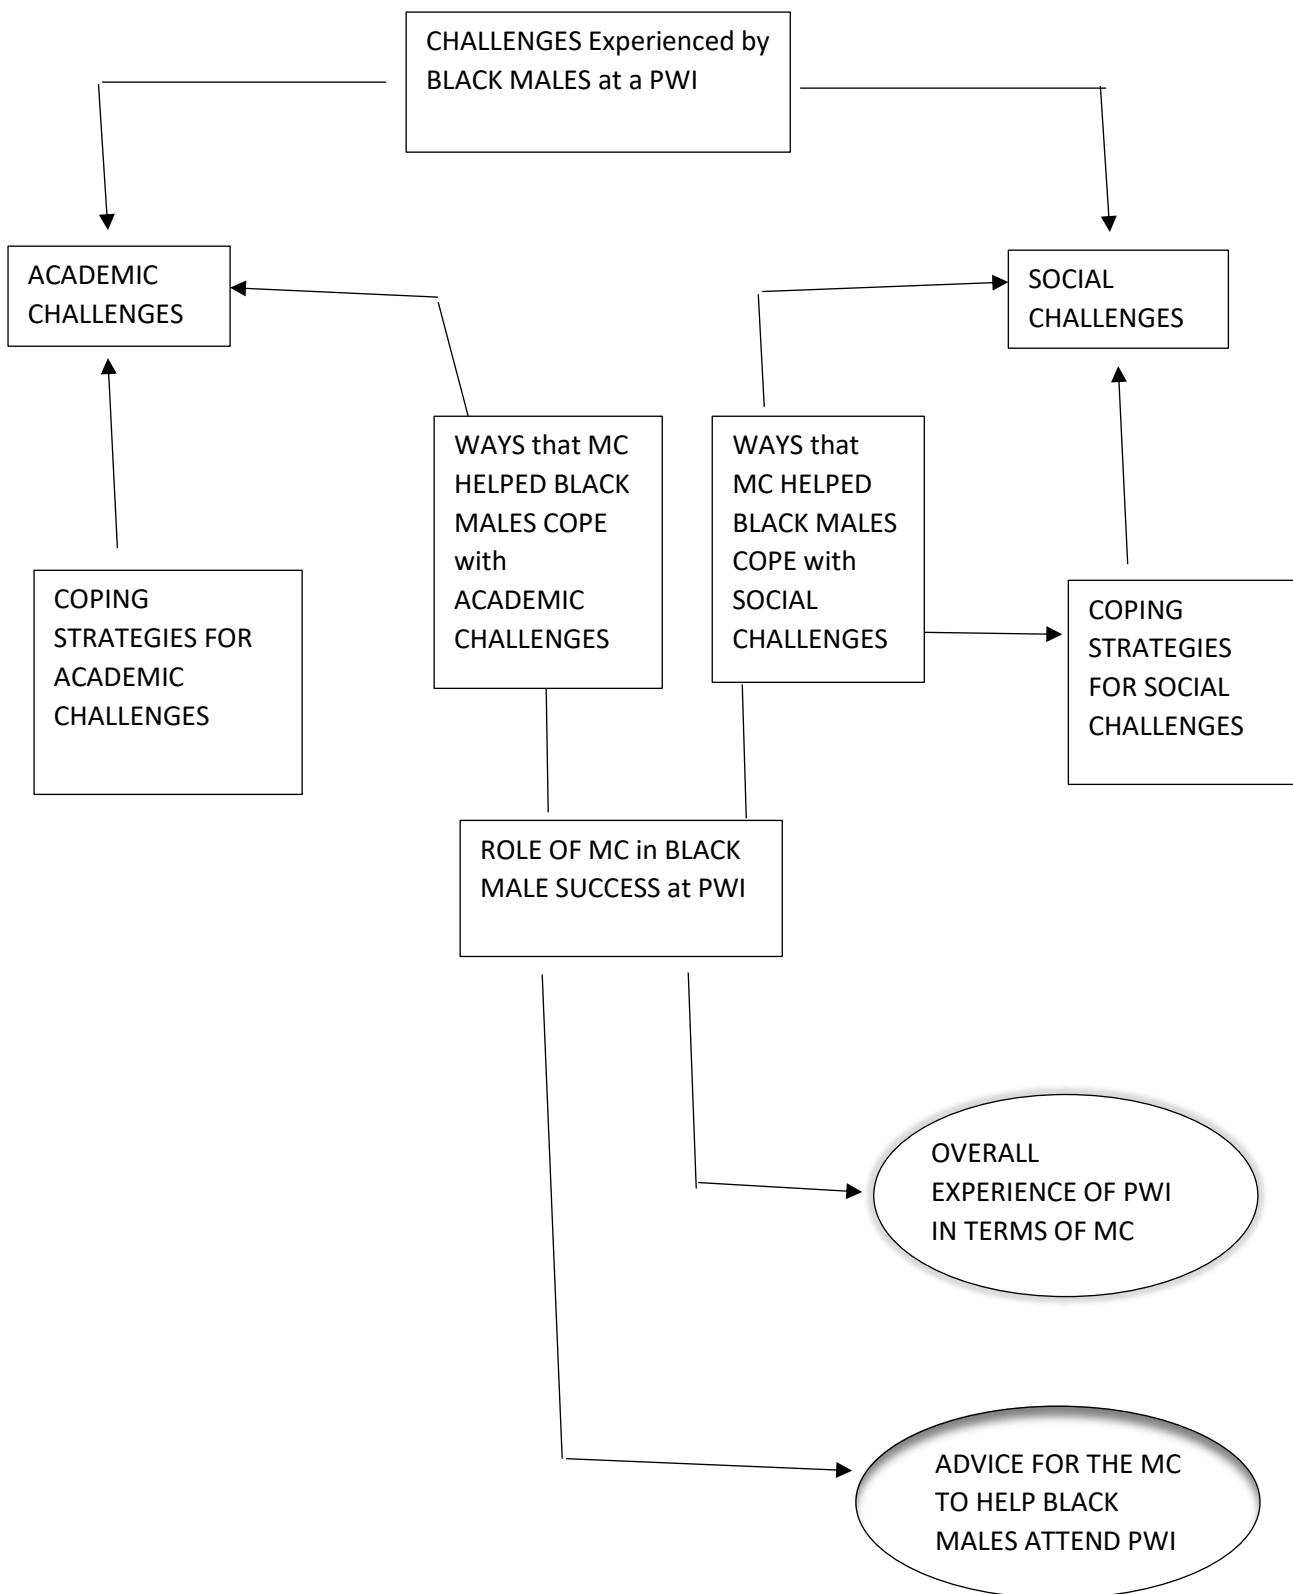 CHALLENGES Experienced by
BLACK MALES at a PWI
ACADEMIC
CHALLENGES
SOCIAL
CHALLENGES
WAYS that MC
HELPED BLACK
MALES COPE
with
ACADEMIC
CHALLENGES
WAYS that
MC HELPED
BLACK MALES
COPE with
SOCIAL
CHALLENGES
COPING
STRATEGIES FOR
ACADEMIC
CHALLENGES
COPING
STRATEGIES
FOR SOCIAL
CHALLENGES
ROLE OF MC in BLACK
MALE SUCCESS at PWI
OVERALL
EXPERIENCE OF PWI
IN TERMS OF MC
ADVICE FOR THE MC
TO HELP BLACK
MALES ATTEND PWI